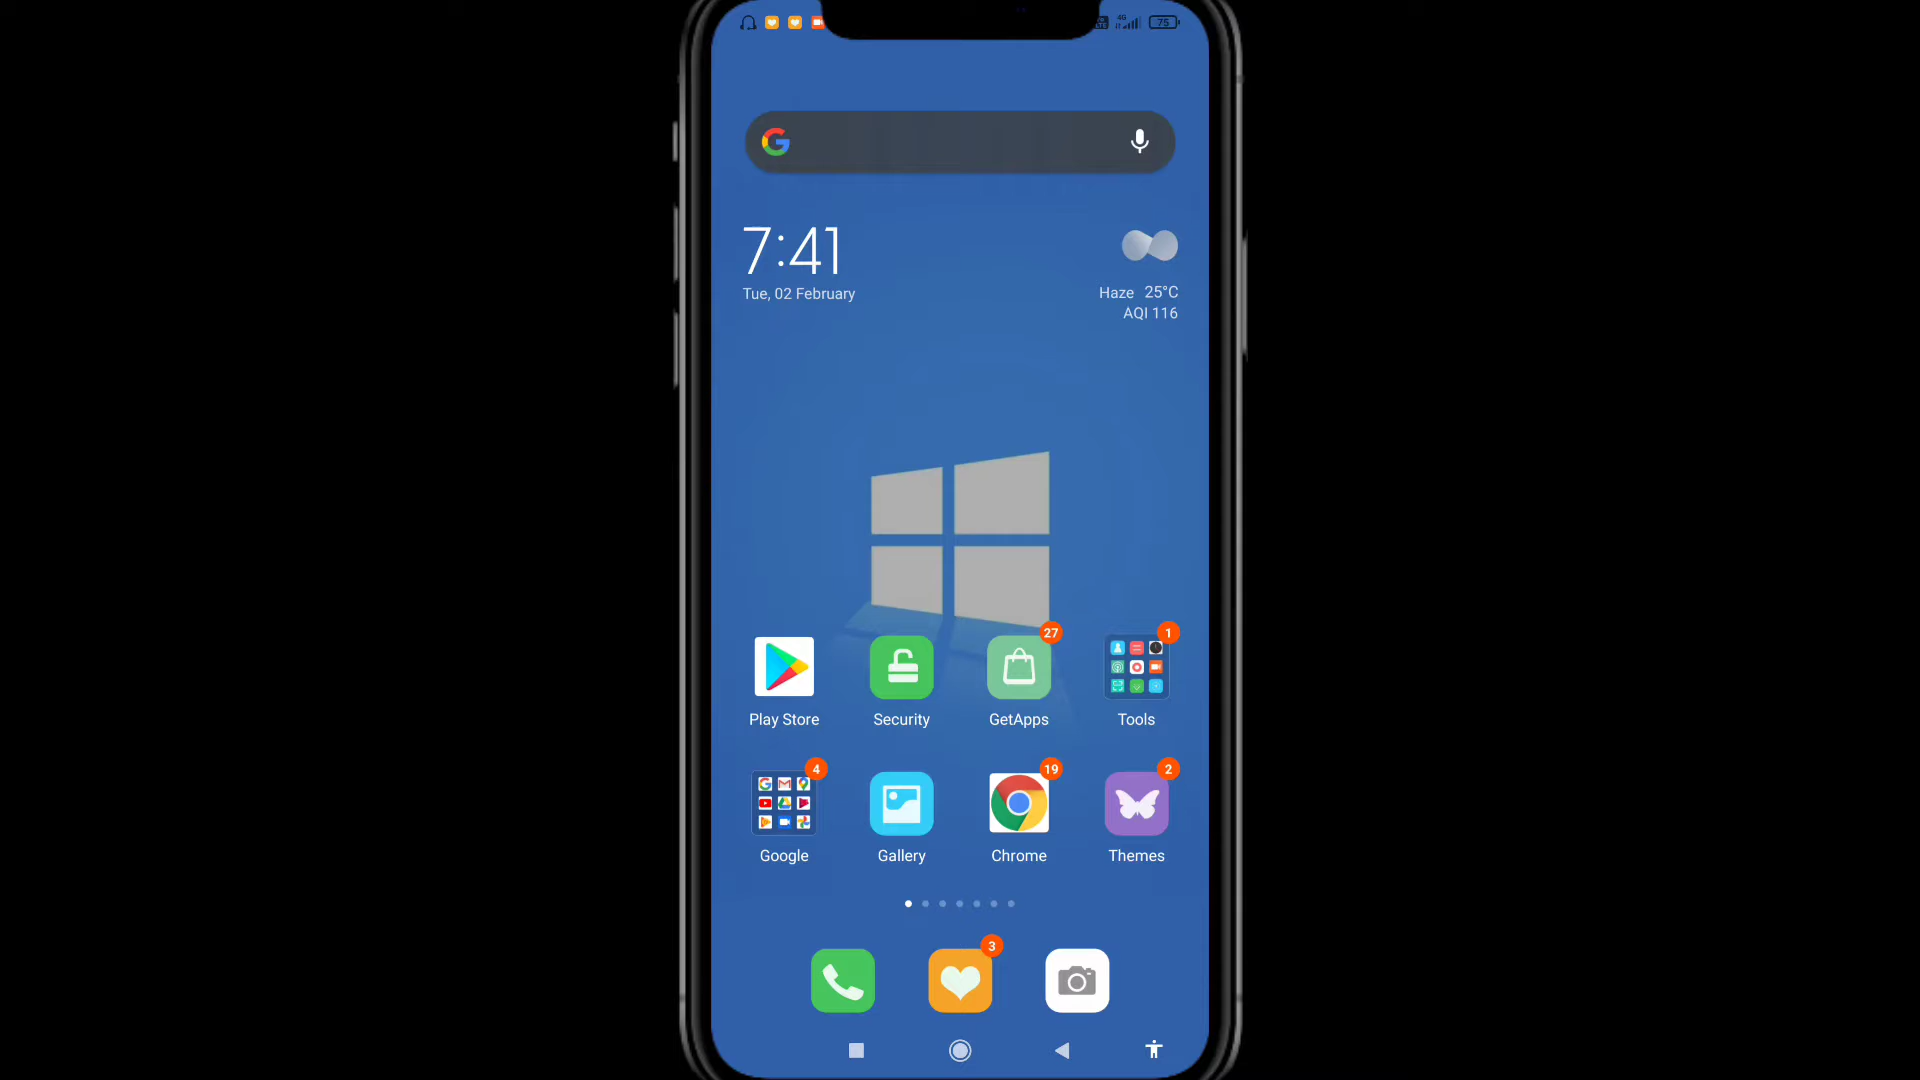 4G
75
7:41
Tue, 02 February
Haze 25°C
AQI 116
27
1
Play Store
Security
GetApps
Tools
4
19
2
Google
Gallery
Chrome
Themes
3